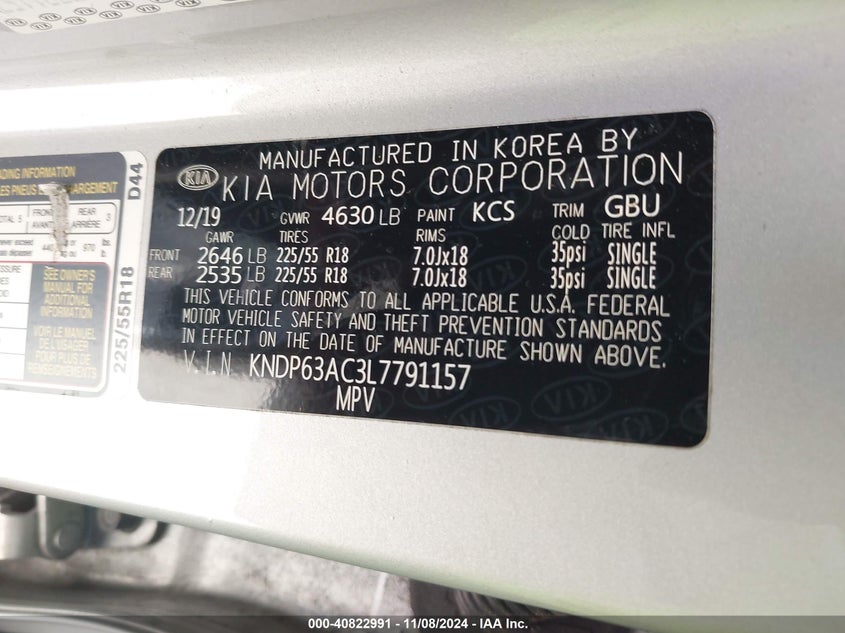 MANUFACTURED IN KOREA BY
KIA KIA MOTORS CORPORATION
12/19 GVWR 4630 LB PAINT KCS TRIM GBU
GAWR TIRES RIMS COLD TIRE INFL
FRONT 2646 LB 225/55 R18 7.0Jx18 35psi SINGLE
REAR 2535 LB 225/55 R18 7.0Jx18 35psi SINGLE
THIS VEHICLE CONFORMS TO ALL APPLICABLE U.S.A. FEDERAL
MOTOR VEHICLE SAFETY AND THEFT PREVENTION STANDARDS
IN EFFECT ON THE DATE OF MANUFACTURE SHOWN ABOVE.
V.I.N KNDP63AC3L7791157
MPV
INFORMATION
REAR
ARRIÈRE 3
SEE OWNER'S
MANUAL FOR
ADDITIONAL
INFORMATION
VOIR LE MANUEL
DE L'USAGER
POUR PLUS DE
RENSEIGNEMENTS
225/55R18
D44
000-40822991 - 11/08/2024 - IAA Inc.